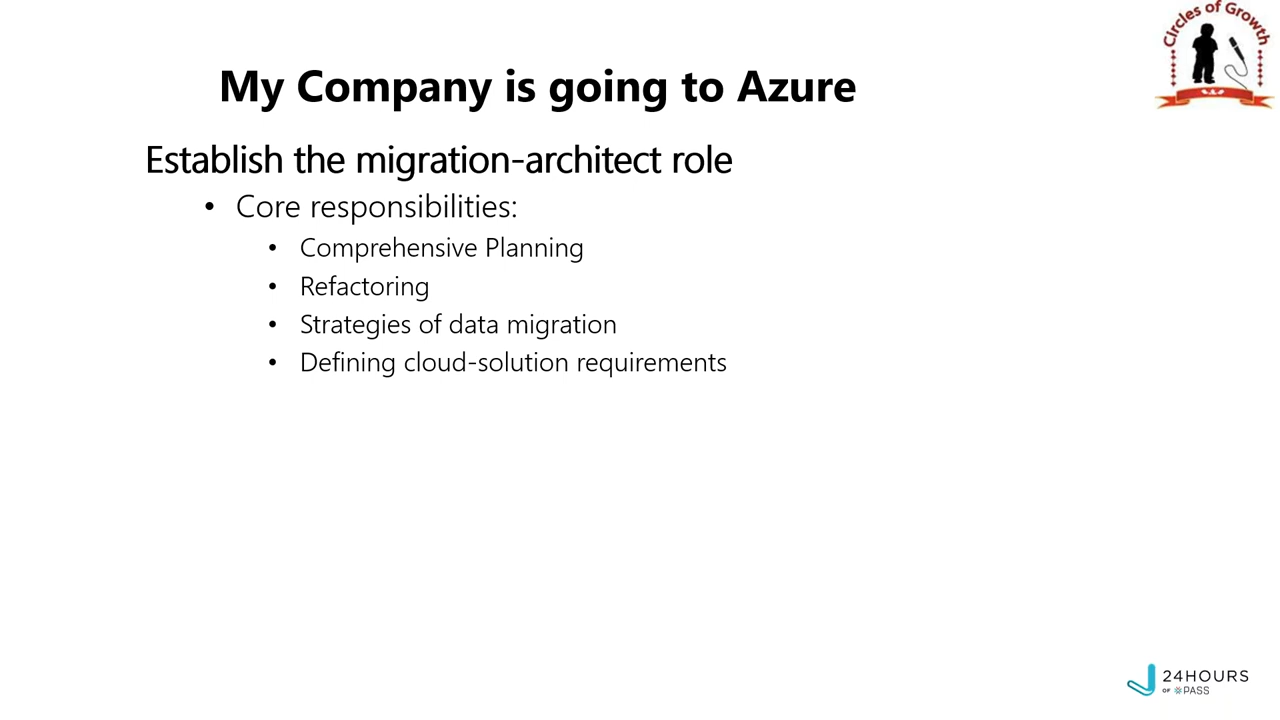 Circles of Growth
My Company is going to Azure
Establish the migration-architect role
• Core responsibilities:
• Comprehensive Planning
• Refactoring
• Strategies of data migration
• Defining cloud-solution requirements
24HOURS
OF PASS